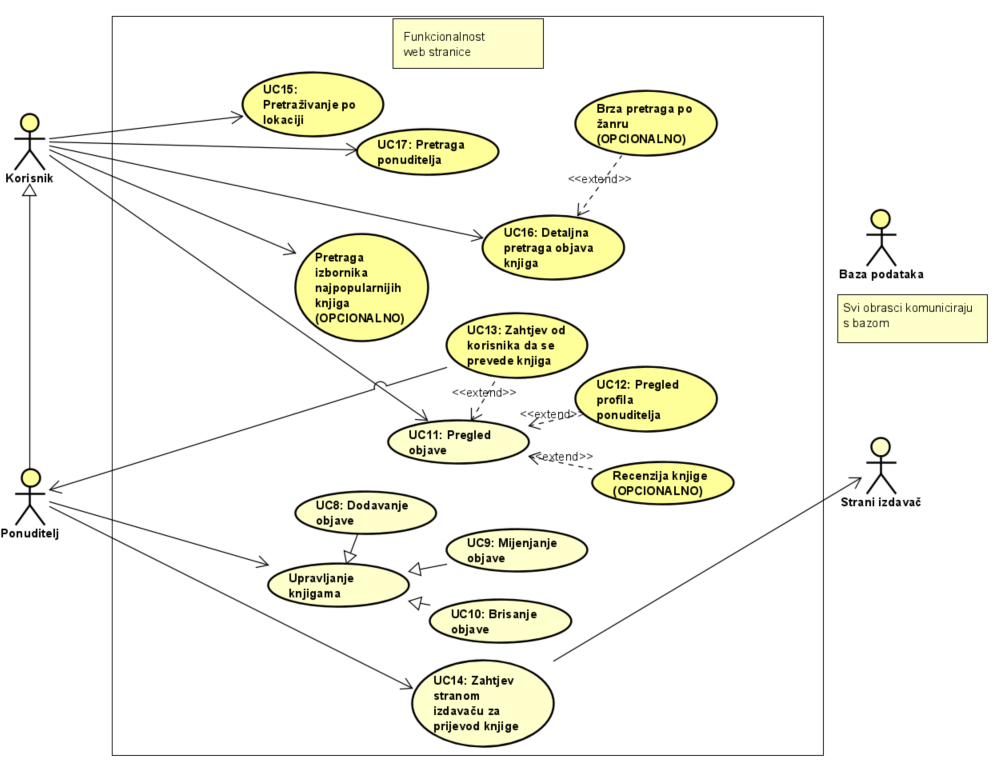 Funkcionalnost
web stranice
UC15:
Pretraživanje po
lokaciji
Brza pretraga po
žanru
(OPCIONALNO)
UC17: Pretraga
ponuditelja
Korisnik
<<extend>>
UC16: Detaljna
pretraga objava
knjiga
Pretraga
izbornika
najpopularnijih
knjiga
(OPCIONALNO)
Baza podataka
Svi obrasci komuniciraju
s bazom
UC13: Zahtjev od
korisnika da se
prevede knjiga
<<extend>>
UC12: Pregled
profila
ponuditelja
<<extend>>
UC11: Pregled
objave
<<extend>>
Recenzija knjige
(OPCIONALNO)
Strani izdavač
Ponuditelj
UC8: Dodavanje
objave
UC9: Mijenjanje
objave
Upravljanje
knjigama
UC10: Brisanje
objave
UC14: Zahtjev
stranom
izdavaču za
prijevod knjige